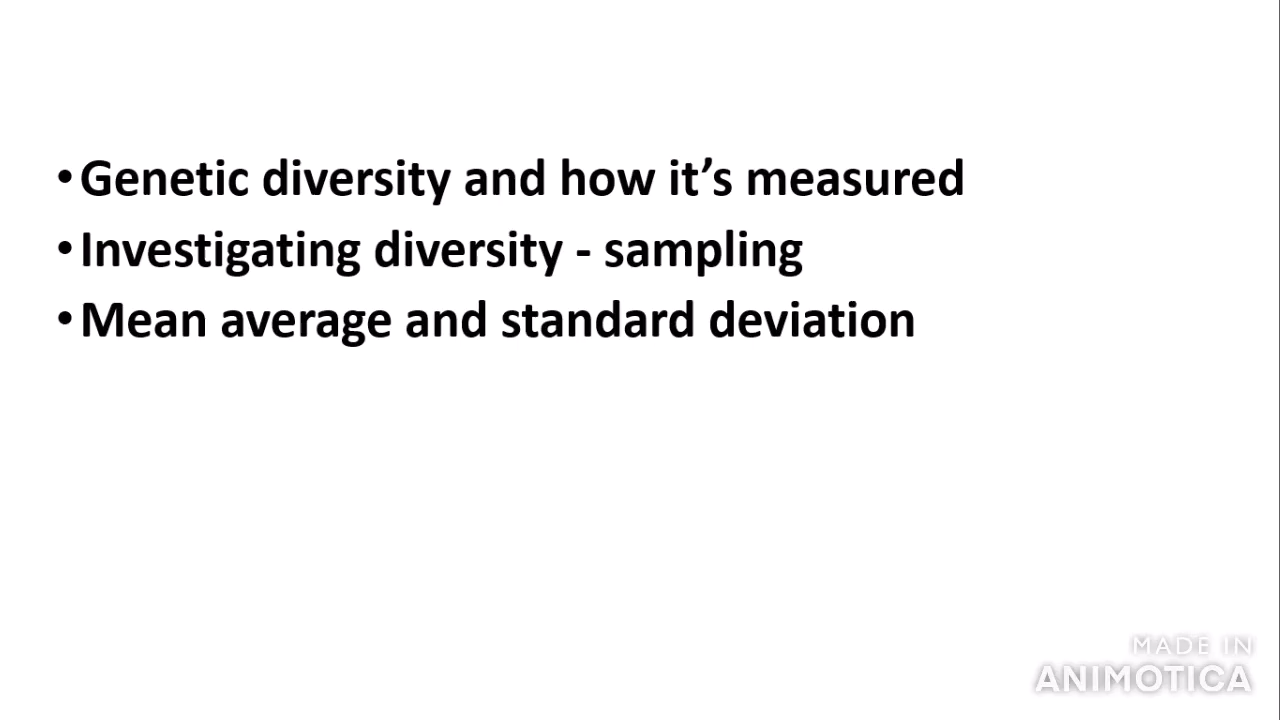 • Genetic diversity and how it’s measured
• Investigating diversity - sampling
• Mean average and standard deviation
MADE IN
ANIMOTICA